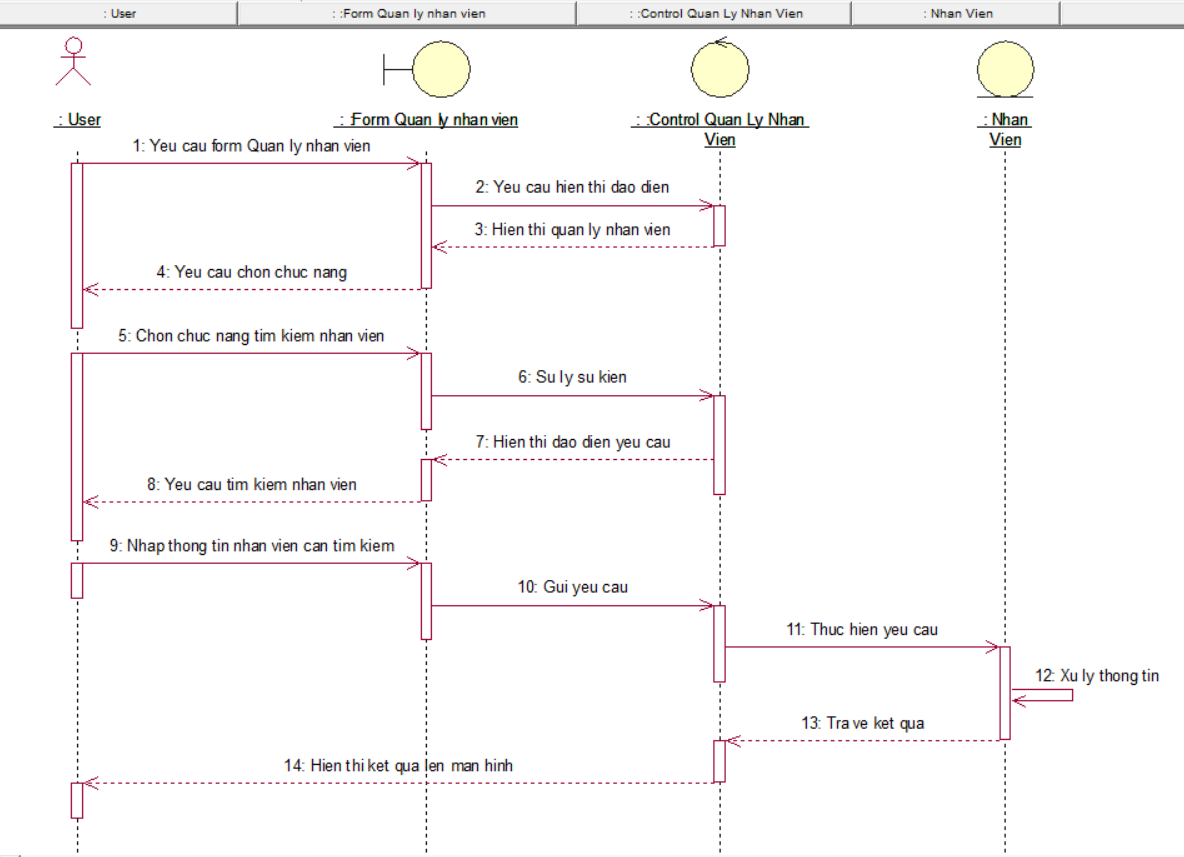 : User
: :Form Quan ly nhan vien
: :Control Quan Ly Nhan Vien
: Nhan Vien
: User
: :Form Quan ly nhan vien
: :Control Quan Ly Nhan
Vien
: Nhan
Vien
1: Yeu cau form Quan ly nhan vien
2: Yeu cau hien thi dao dien
3: Hien thi quan ly nhan vien
4: Yeu cau chon chuc nang
5: Chon chuc nang tim kiem nhan vien
6: Su ly su kien
7: Hien thi dao dien yeu cau
8: Yeu cau tim kiem nhan vien
9: Nhap thong tin nhan vien can tim kiem
10: Gui yeu cau
11: Thuc hien yeu cau
12: Xu ly thong tin
13: Tra ve ket qua
14: Hien thi ket qua len man hinh